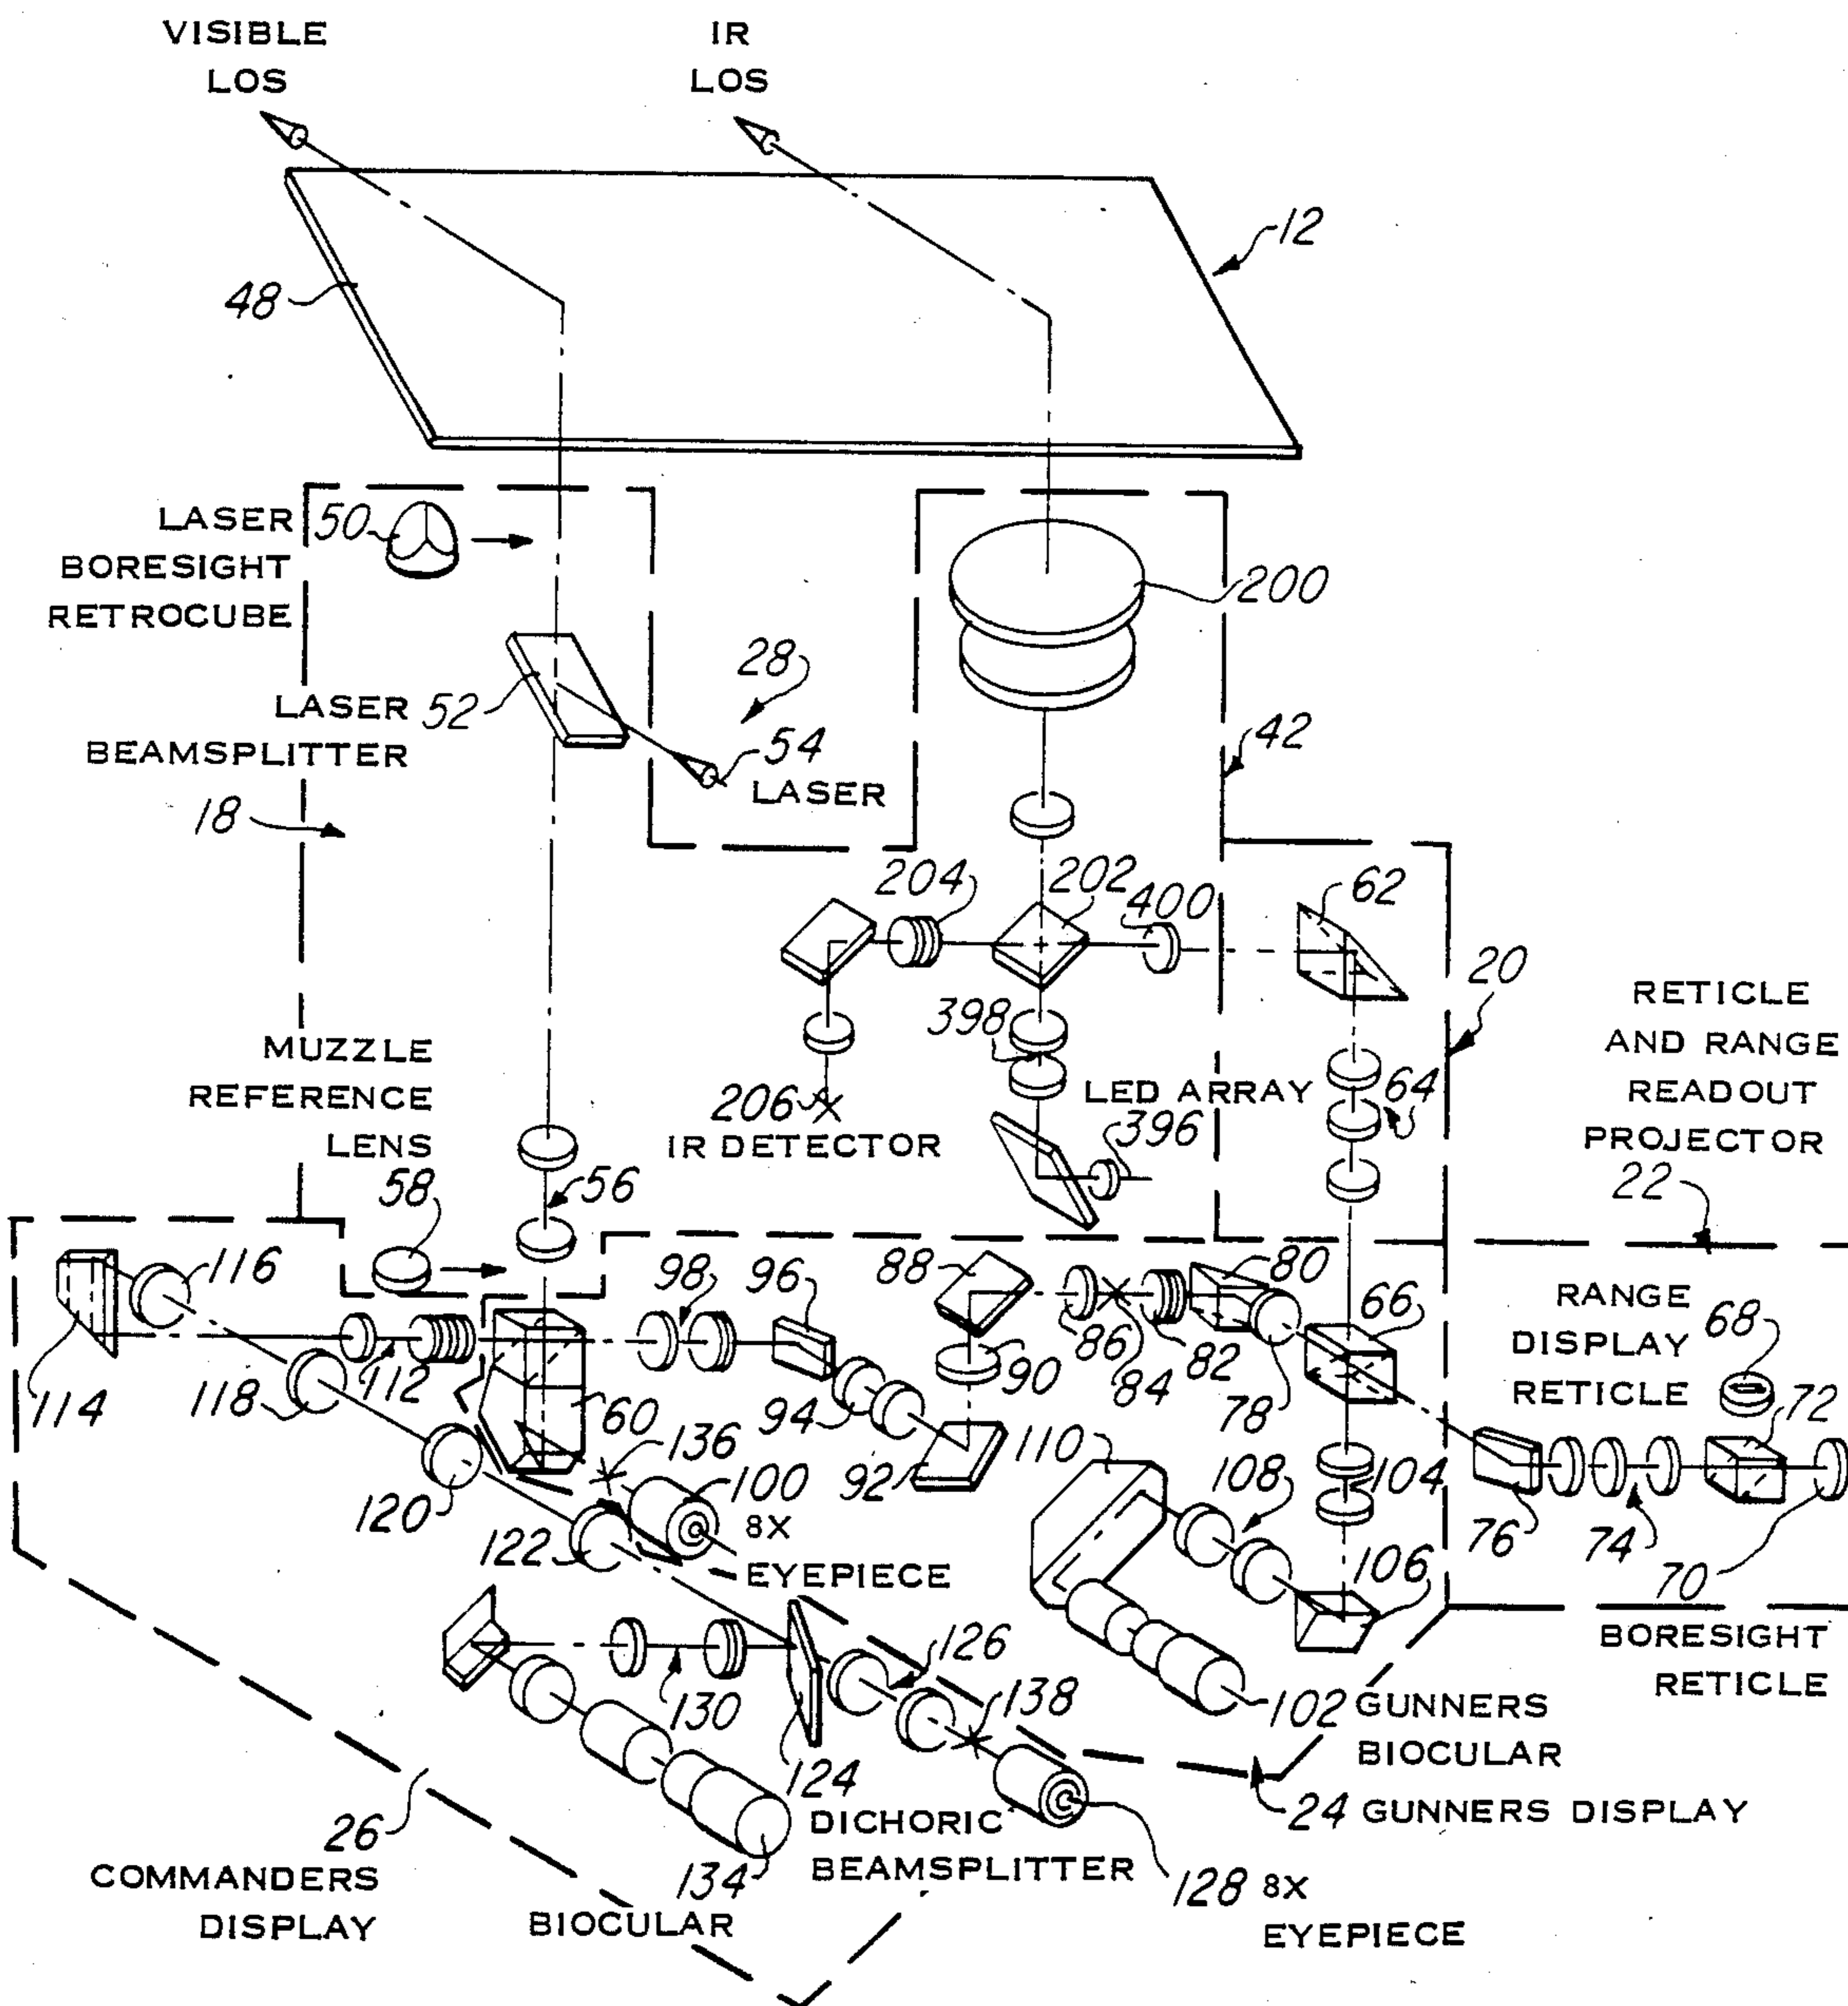 VISIBLE
LOS
IR
LOS
12
48
LASER
BORESIGHT
RETROCUBE
50
200
28
LASER
BEAMSPLITTER
52
42
54
LASER
18
204
202
400
62
20
RETICLE
AND RANGE
READOUT
PROJECTOR
22
MUZZLE
REFERENCE
LENS
398
LED ARRAY
64
206
IR DETECTOR
396
58
56
116
98
96
88
80
66
RANGE
DISPLAY
RETICLE
68
114
118
112
60
94
90
86
84
82
78
72
136
92
110
108
104
76
74
70
120
122
100
8X
EYEPIECE
106
BORESIGHT
RETICLE
126
130
138
102
GUNNERS
BIOCULAR
124
DICHORIC
BEAMSPLITTER
24 GUNNERS DISPLAY
26
COMMANDERS
DISPLAY
134
BIOCULAR
128 8X
EYEPIECE